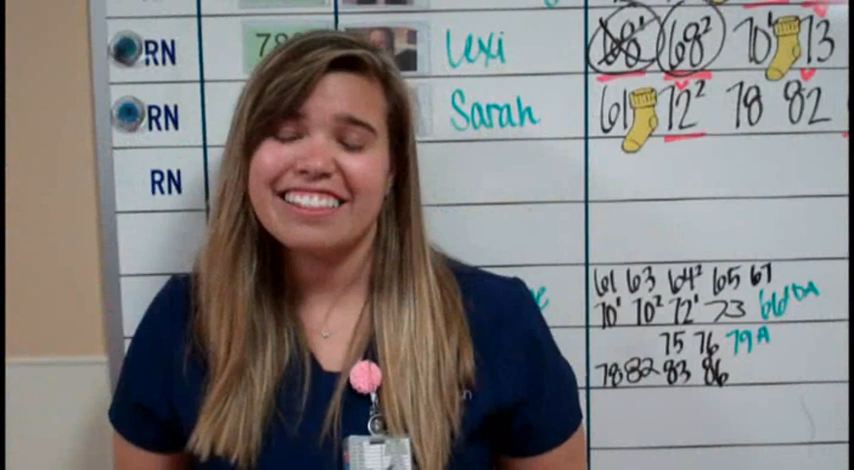 RN Lexi 68¹ 68² 70¹ 73
RN Sarah 61 72² 78 82
RN
61 63 64² 65 67
70¹ 70² 72¹ 73 66DA
75 76 79A
78 82 83 86